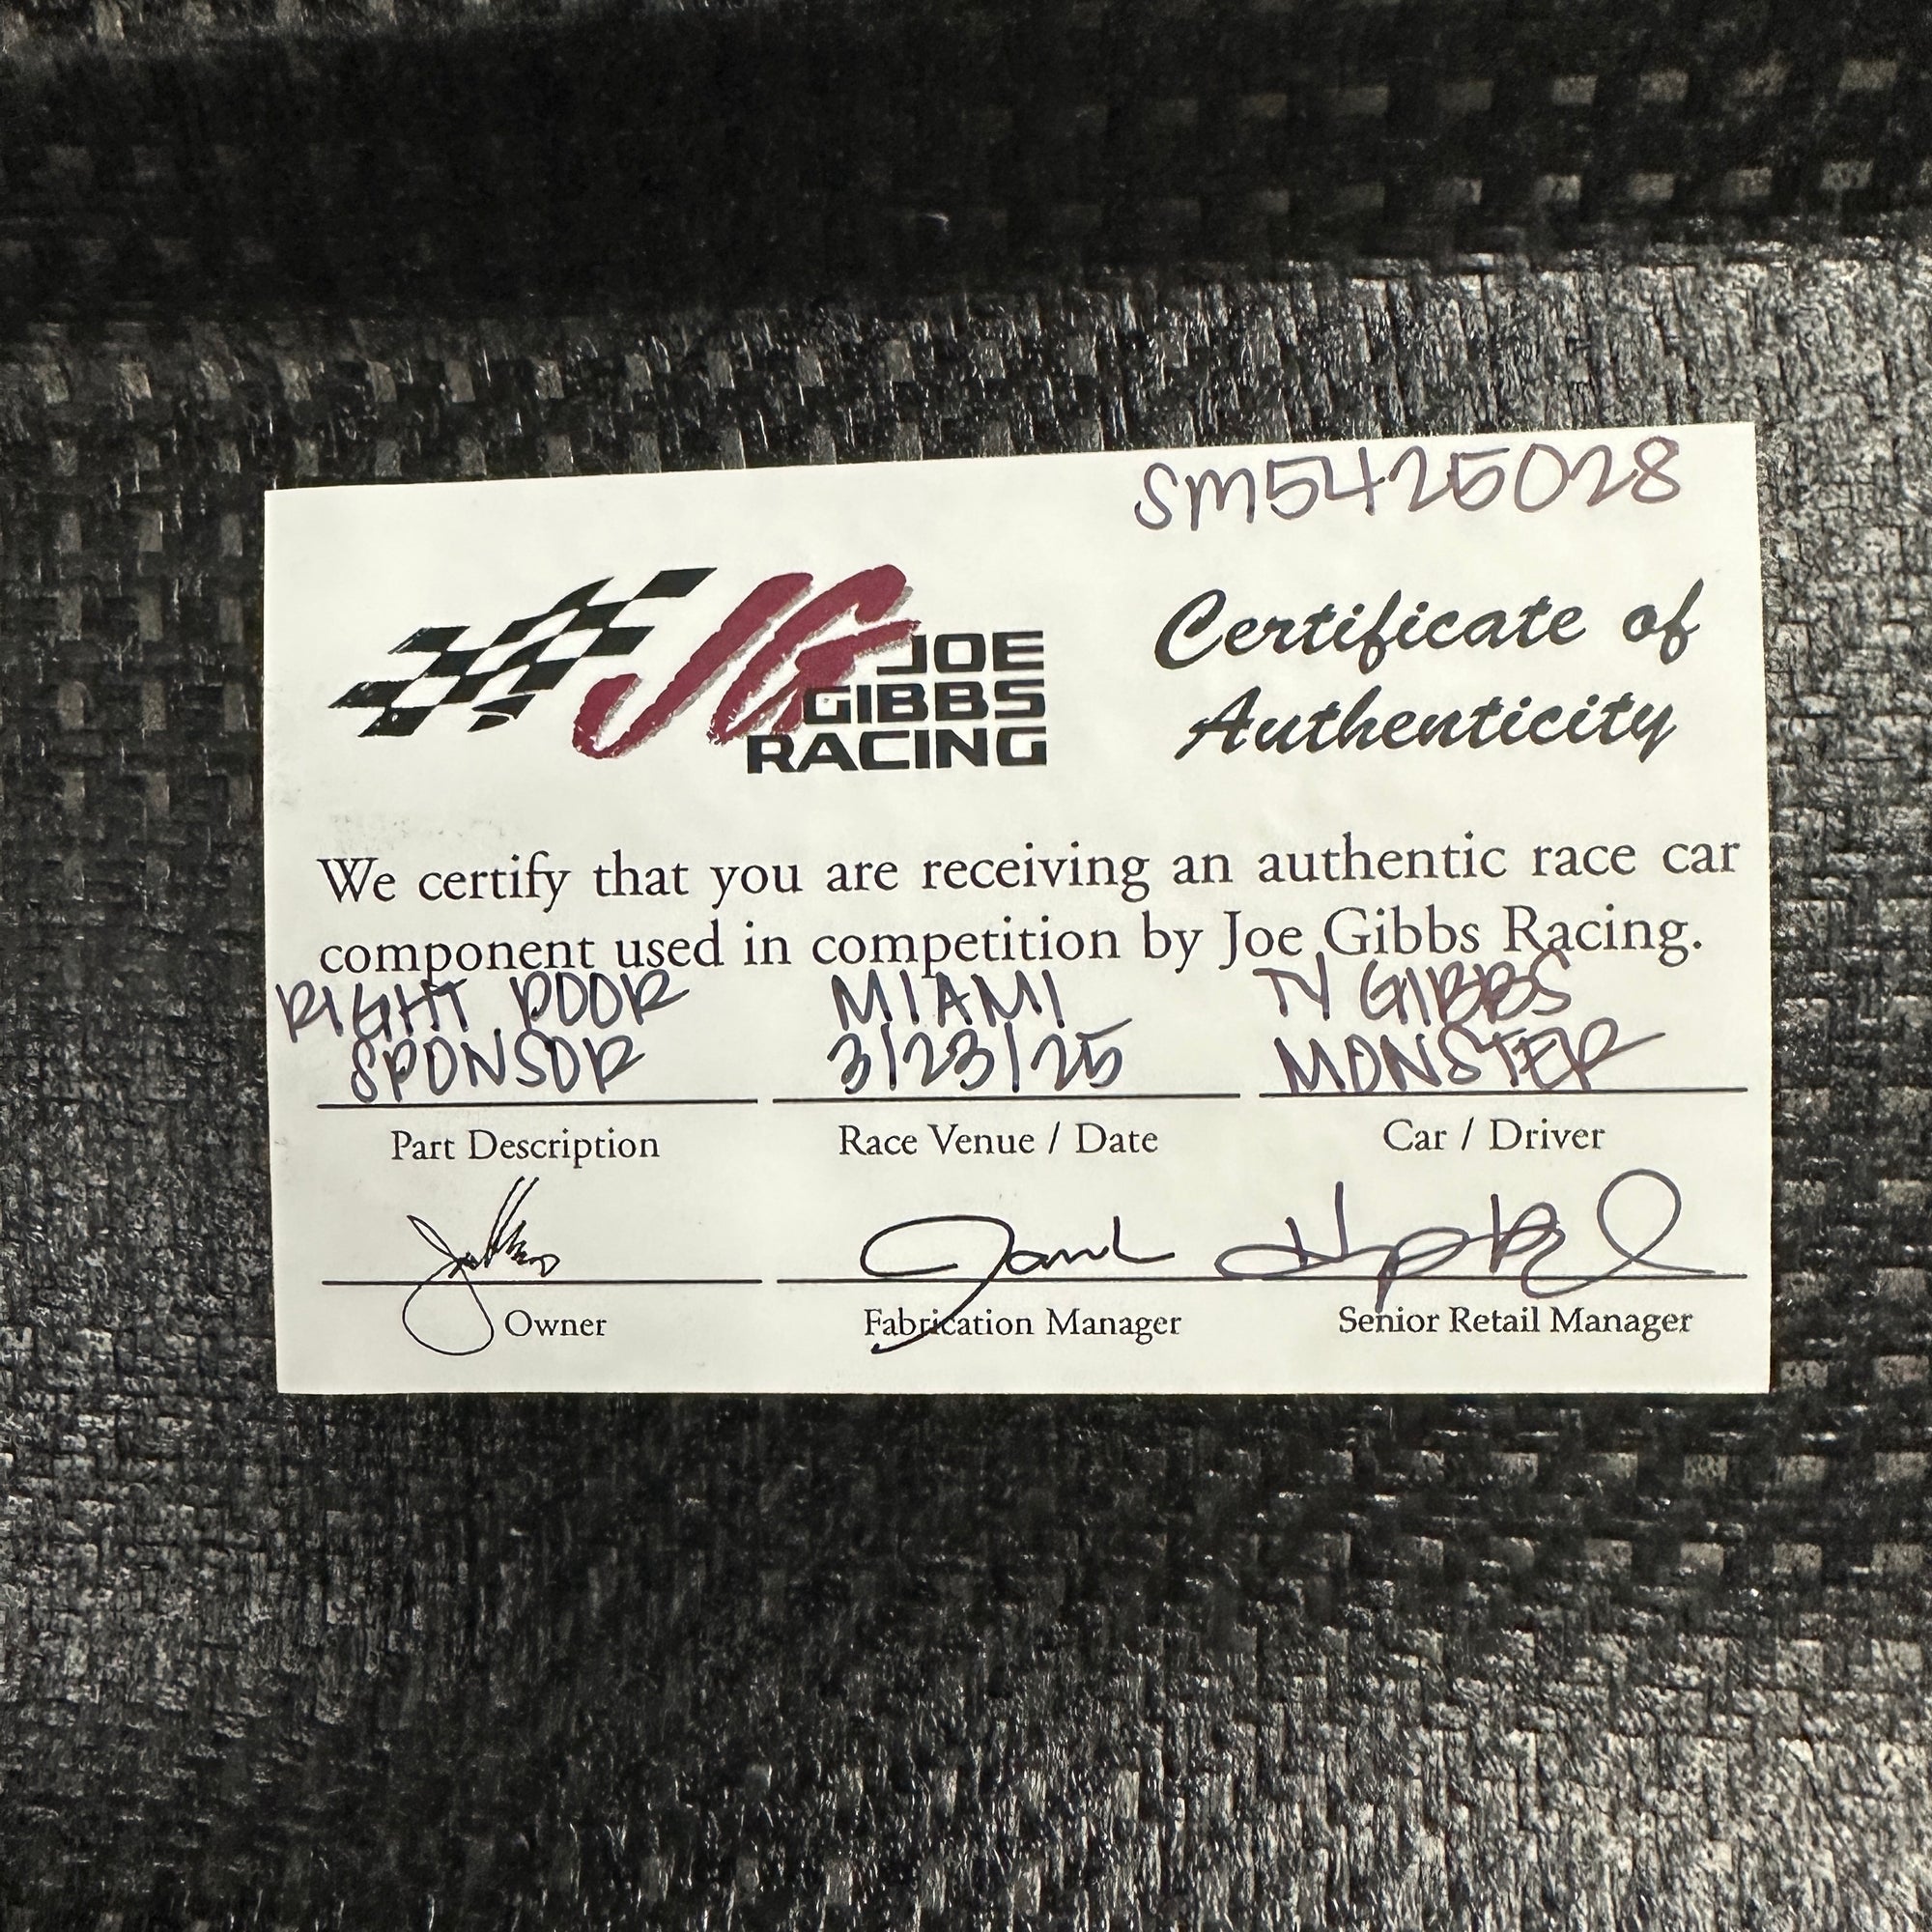 SM5425028
JG JOE
GIBBS
RACING
Certificate of
Authenticity
We certify that you are receiving an authentic race car
component used in competition by Joe Gibbs Racing.
RIGHT DOOR
SPONSOR
MIAMI
3/23/25
TY GIBBS
MONSTER
Part Description
Race Venue / Date
Car / Driver
Owner
Fabrication Manager
Senior Retail Manager